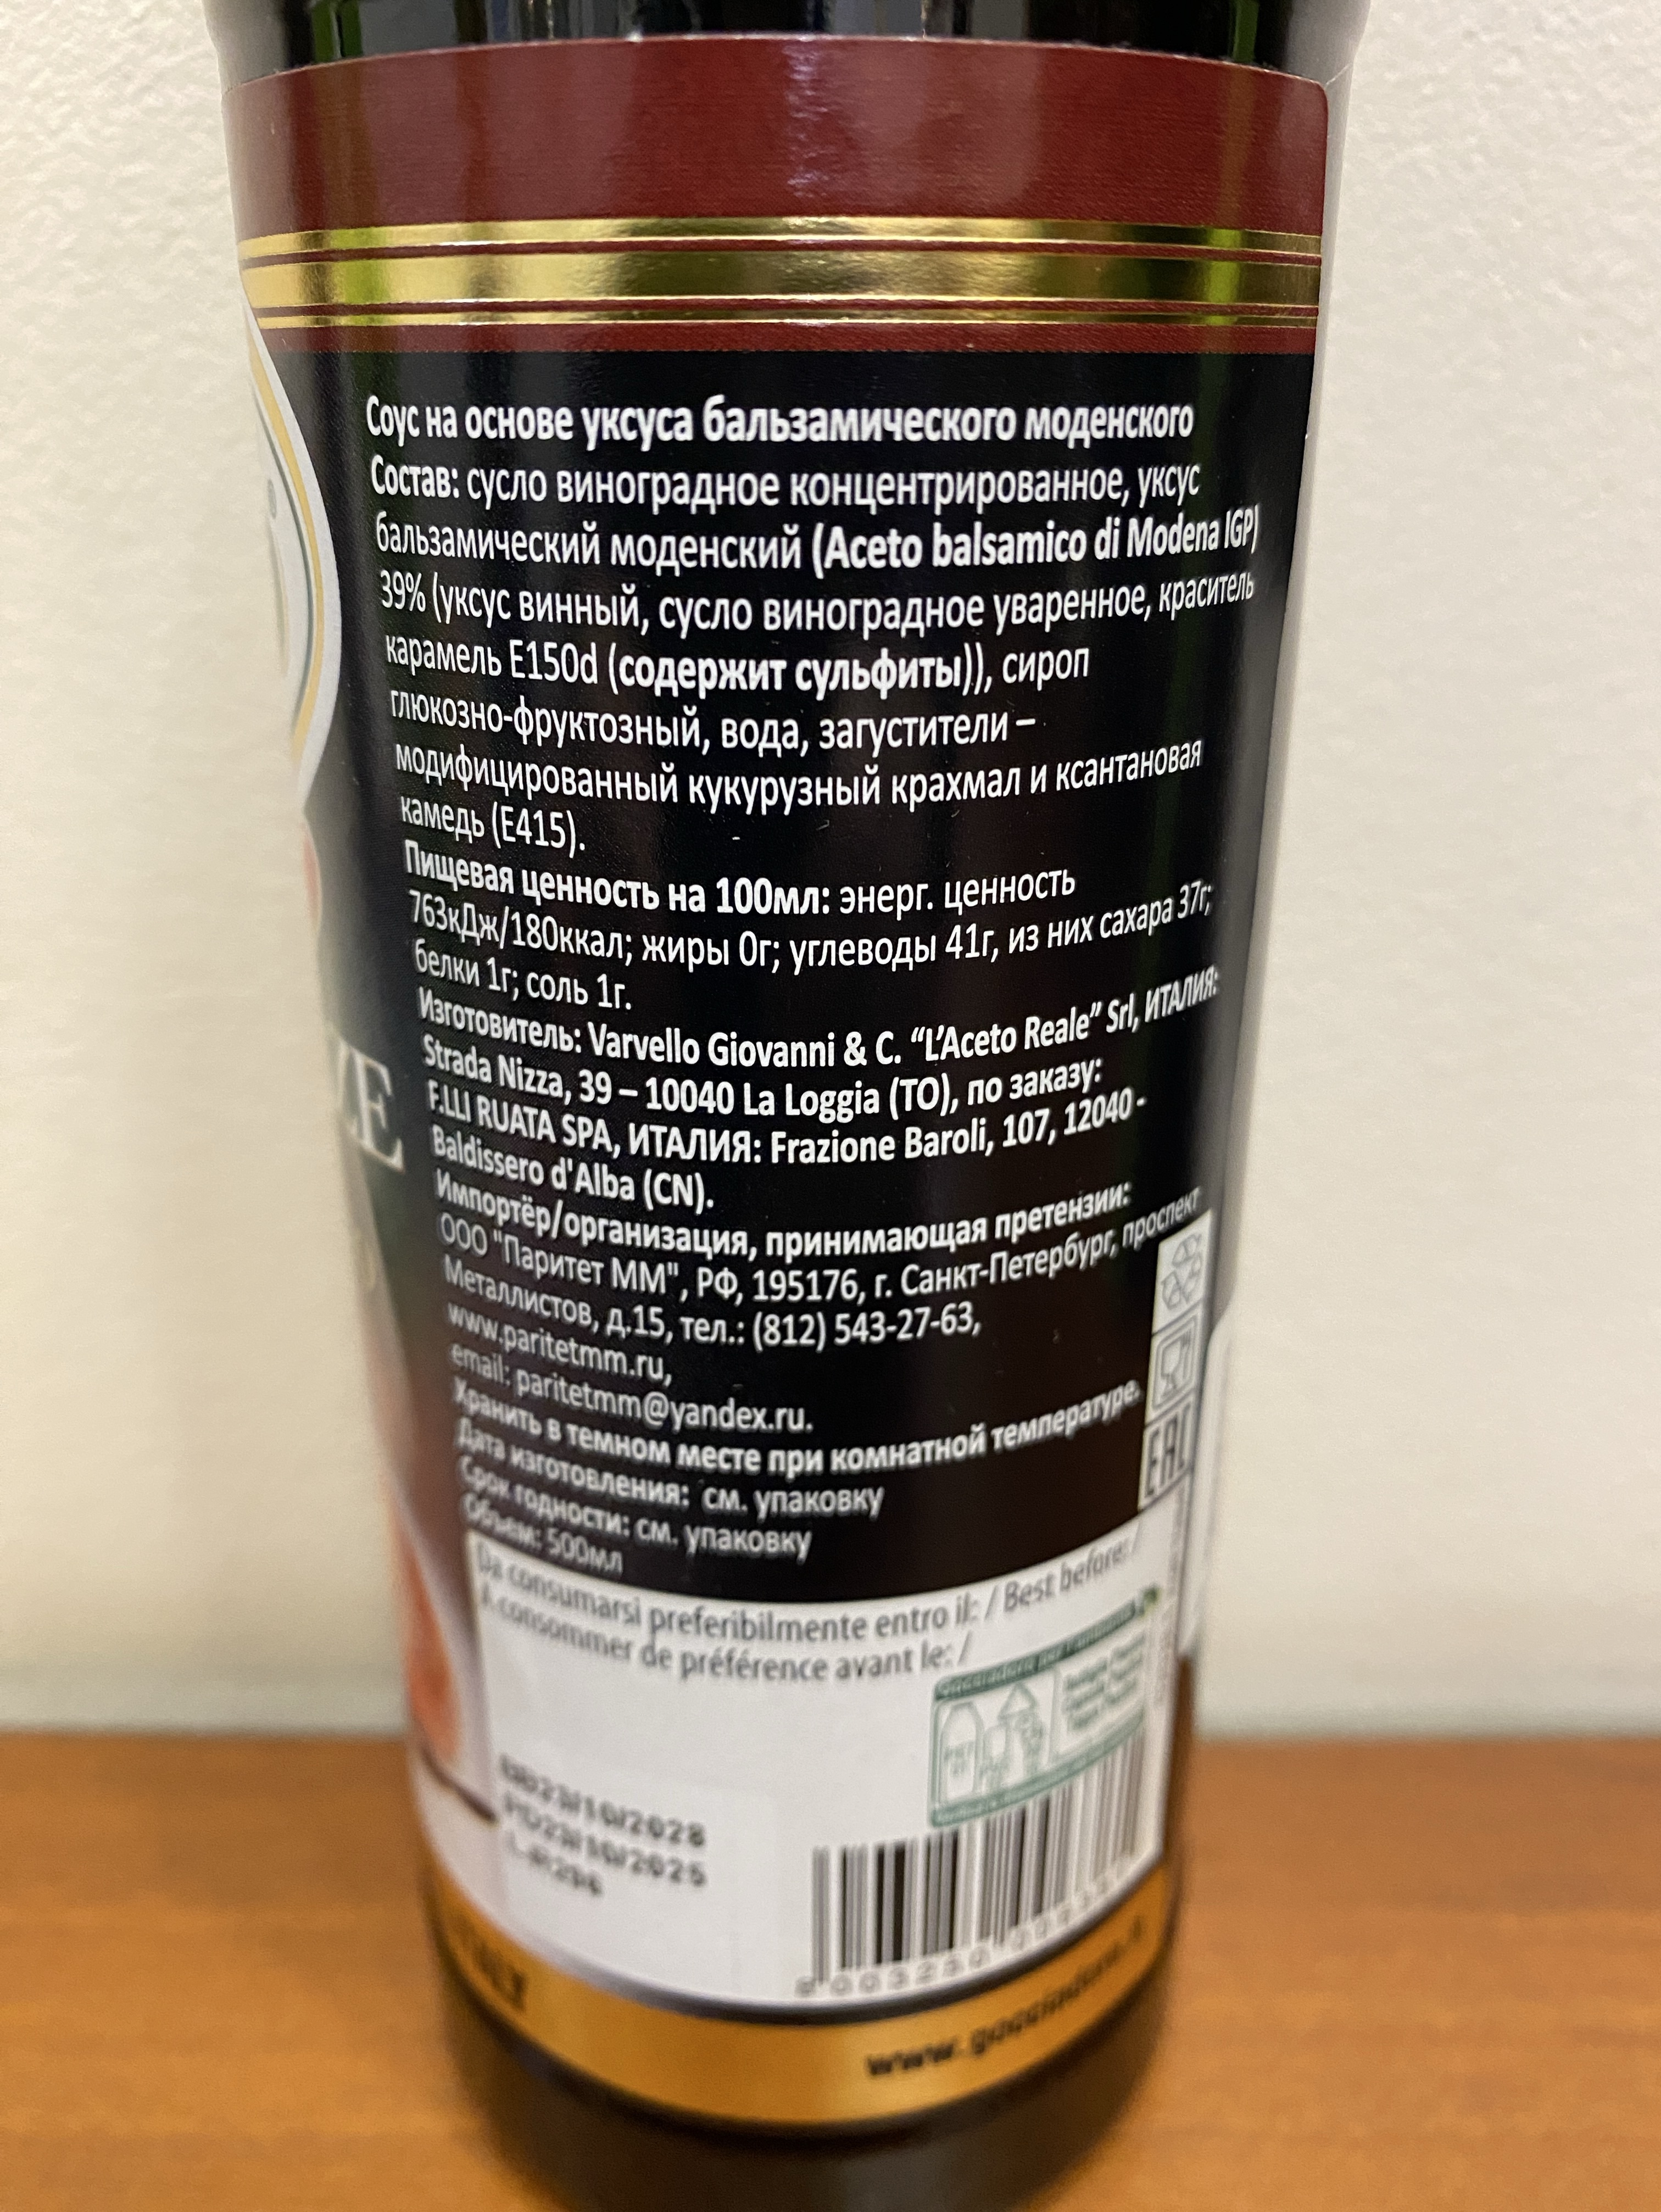 Соус на основе уксуса бальзамического моденского
Состав: сусло виноградное концентрированное, уксус
бальзамический моденский (Aceto balsamico di Modena IGP)
39% (уксус винный, сусло виноградное уваренное, краситель
карамель E150d (содержит сульфиты)), сироп
глюкозно-фруктозный, вода, загустители –
модифицированный кукурузный крахмал и ксантановая
камедь (E415).
Пищевая ценность на 100мл: энерг. ценность
763кДж/180ккал; жиры 0г; углеводы 41г, из них сахара 37г;
белки 1г; соль 1г.
Изготовитель: Varvello Giovanni & C. “L’Aceto Reale” Srl, ИТАЛИЯ:
Strada Nizza, 39 – 10040 La Loggia (TO), по заказу:
F.LLI RUATA SPA, ИТАЛИЯ: Frazione Baroli, 107, 12040 -
Baldissero d'Alba (CN).
Импортёр/организация, принимающая претензии:
ООО "Паритет ММ", РФ, 195176, г. Санкт-Петербург, проспект
Металлистов, д.15, тел.: (812) 543-27-63,
www.paritetmm.ru,
email: paritetmm@yandex.ru.
Хранить в темном месте при комнатной температуре.
Дата изготовления: см. упаковку
Срок годности: см. упаковку
Объем: 500мл
EAC
Da consumarsi preferibilmente entro il: / Best before: /
A consommer de préférence avant le: /
23/10/2028
23/10/2025